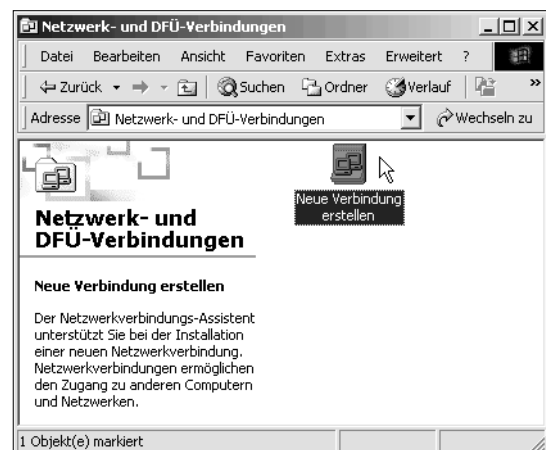 Netzwerk- und DFÜ-Verbindungen
Datei Bearbeiten Ansicht Favoriten Extras Erweitert ?
Zurück Suchen Ordner Verlauf »
Adresse Netzwerk- und DFÜ-Verbindungen Wechseln zu
Netzwerk- und
DFÜ-Verbindungen
Neue Verbindung erstellen
Der Netzwerkverbindungs-Assistent
unterstützt Sie bei der Installation
einer neuen Netzwerkverbindung.
Netzwerkverbindungen ermöglichen
den Zugang zu anderen Computern
und Netzwerken.
Neue Verbindung
erstellen
1 Objekt(e) markiert